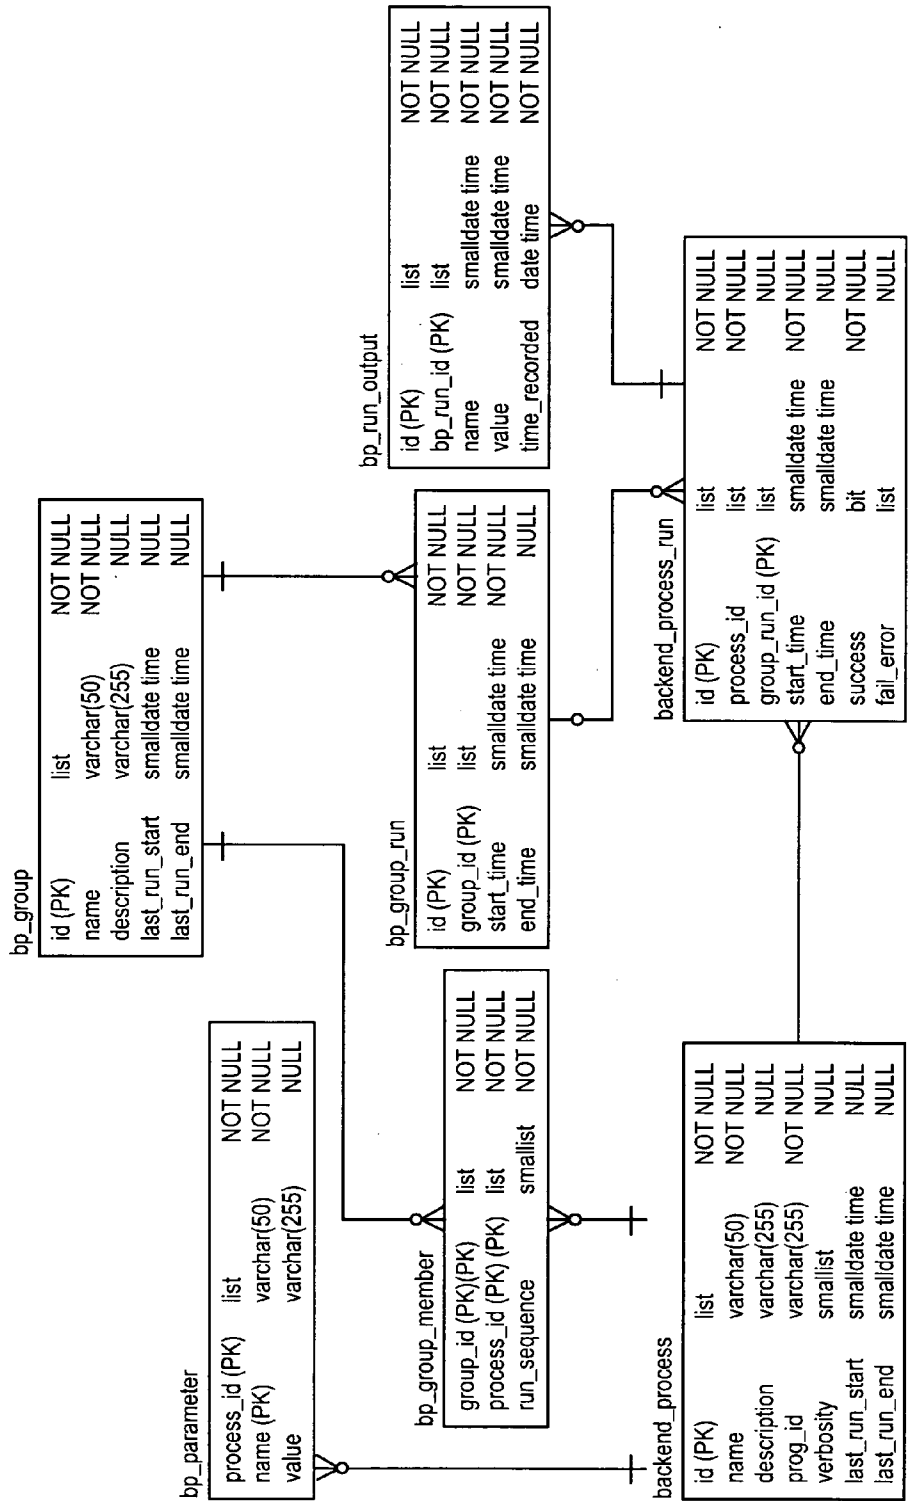 bp_group
id (PK) list NOT NULL
name varchar(50) NOT NULL
description varchar(255) NULL
last_run_start smalldate time NULL
last_run_end smalldate time NULL
bp_parameter
process_id (PK) list NOT NULL
name (PK) varchar(50) NOT NULL
value varchar(255) NULL
bp_group_member
group_id (PK)(PK) list NOT NULL
process_id (PK) (PK) list NOT NULL
run_sequence smallist NOT NULL
bp_group_run
id (PK) list NOT NULL
group_id (PK) list NOT NULL
start_time smalldate time NOT NULL
end_time smalldate time NULL
bp_run_output
id (PK) list NOT NULL
bp_run_id (PK) list NOT NULL
name smalldate time NOT NULL
value smalldate time NOT NULL
time_recorded date time NOT NULL
backend_process
id (PK) list NOT NULL
name varchar(50) NOT NULL
description varchar(255) NULL
prog_id varchar(255) NOT NULL
verbosity smallist NULL
last_run_start smalldate time NULL
last_run_end smalldate time NULL
backend_process_run
id (PK) list NOT NULL
process_id list NOT NULL
group_run_id (PK) list NULL
start_time smalldate time NOT NULL
end_time smalldate time NULL
success bit NOT NULL
fail_error list NULL